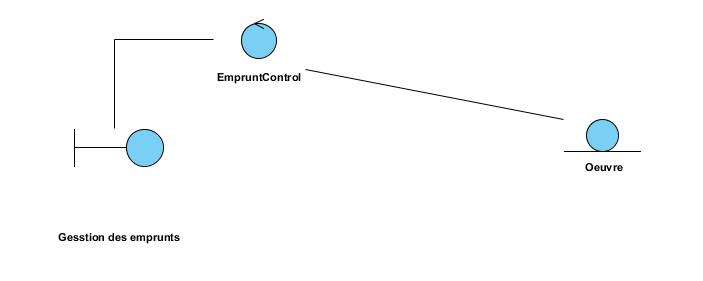 EmpruntControl
Oeuvre
Gesstion des emprunts